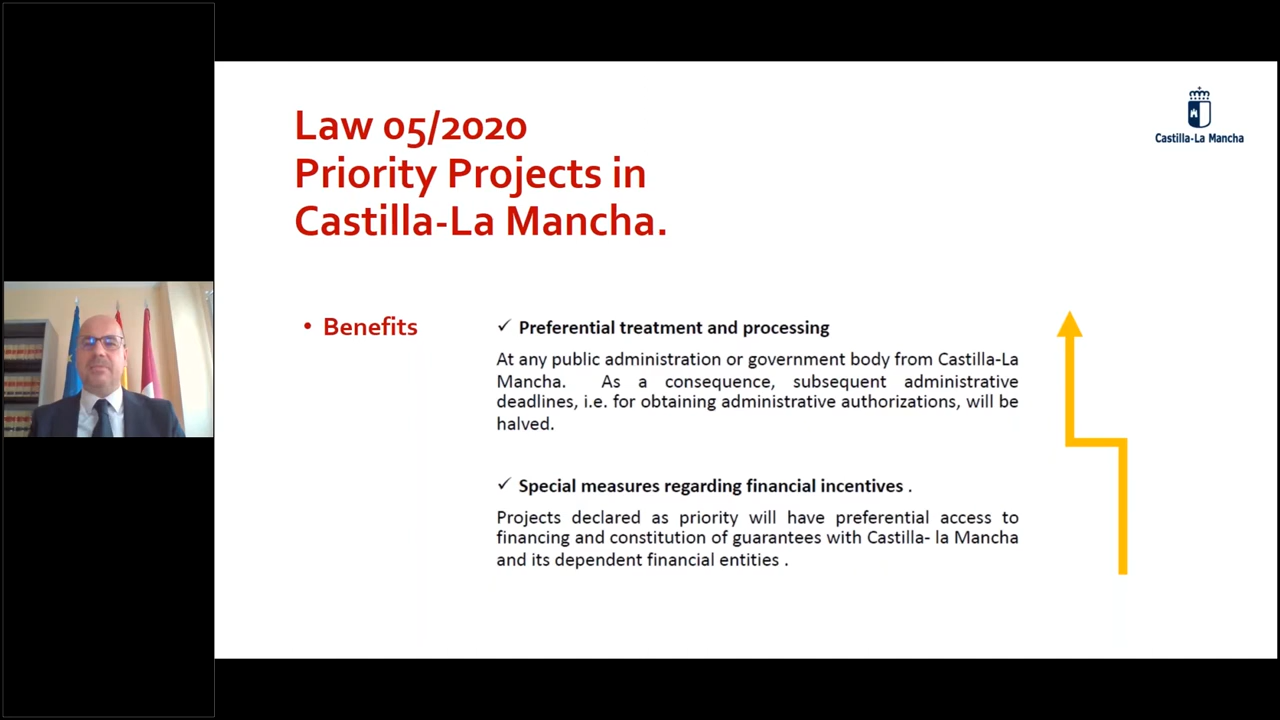 Law 05/2020
Priority Projects in
Castilla-La Mancha.
Castilla-La Mancha
• Benefits
✓ Preferential treatment and processing
At any public administration or government body from Castilla-La
Mancha. As a consequence, subsequent administrative
deadlines, i.e. for obtaining administrative authorizations, will be
halved.
✓ Special measures regarding financial incentives .
Projects declared as priority will have preferential access to
financing and constitution of guarantees with Castilla- la Mancha
and its dependent financial entities .